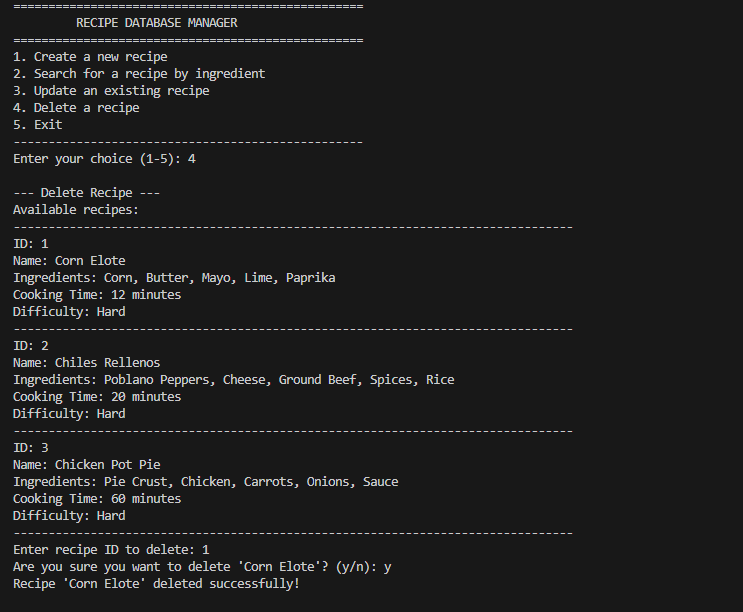 ==================================================
RECIPE DATABASE MANAGER
==================================================
1. Create a new recipe
2. Search for a recipe by ingredient
3. Update an existing recipe
4. Delete a recipe
5. Exit
--------------------------------------------------
Enter your choice (1-5): 4

--- Delete Recipe ---
Available recipes:
--------------------------------------------------------------------------------
ID: 1
Name: Corn Elote
Ingredients: Corn, Butter, Mayo, Lime, Paprika
Cooking Time: 12 minutes
Difficulty: Hard
--------------------------------------------------------------------------------
ID: 2
Name: Chiles Rellenos
Ingredients: Poblano Peppers, Cheese, Ground Beef, Spices, Rice
Cooking Time: 20 minutes
Difficulty: Hard
--------------------------------------------------------------------------------
ID: 3
Name: Chicken Pot Pie
Ingredients: Pie Crust, Chicken, Carrots, Onions, Sauce
Cooking Time: 60 minutes
Difficulty: Hard
--------------------------------------------------------------------------------
Enter recipe ID to delete: 1
Are you sure you want to delete 'Corn Elote'? (y/n): y
Recipe 'Corn Elote' deleted successfully!